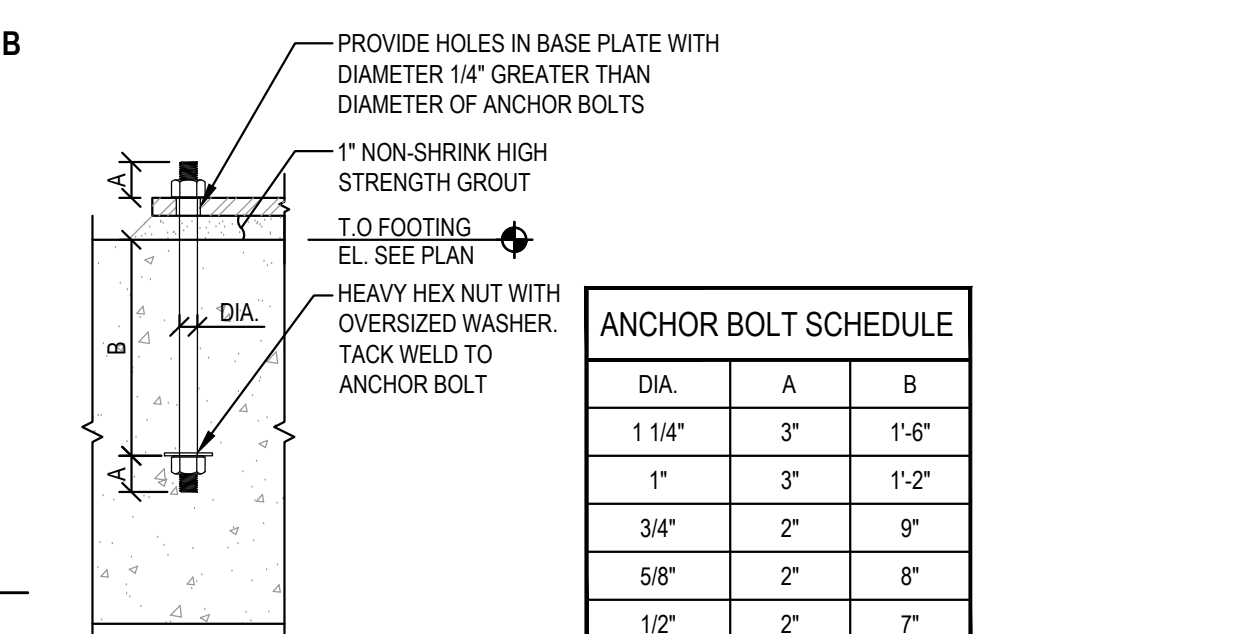 B
PROVIDE HOLES IN BASE PLATE WITH
DIAMETER 1/4" GREATER THAN
DIAMETER OF ANCHOR BOLTS
1" NON-SHRINK HIGH
STRENGTH GROUT
A
T.O FOOTING
EL. SEE PLAN
HEAVY HEX NUT WITH
OVERSIZED WASHER.
TACK WELD TO
ANCHOR BOLT
DIA.
B
A
ANCHOR BOLT SCHEDULE
DIA. A B
1 1/4" 3" 1'-6"
1" 3" 1'-2"
3/4" 2" 9"
5/8" 2" 8"
1/2" 2" 7"